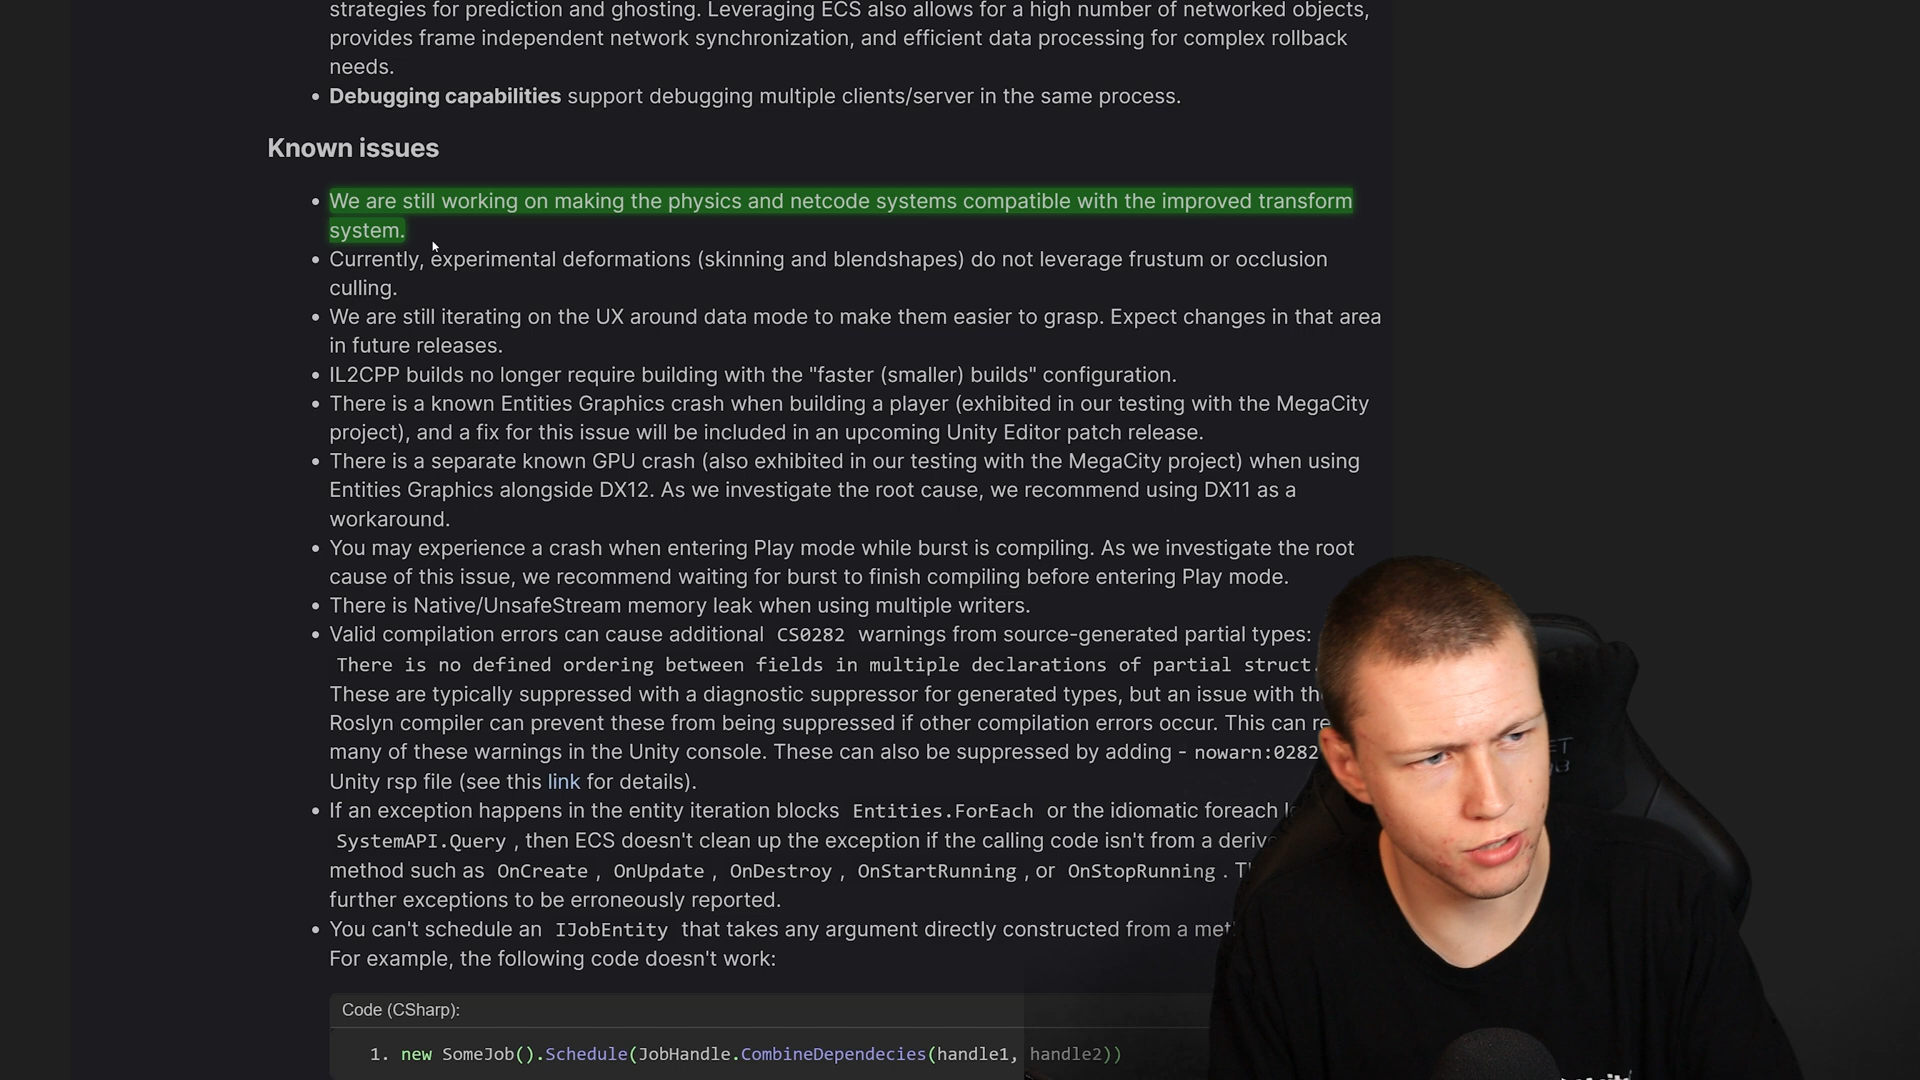 strategies for prediction and ghosting. Leveraging ECS also allows for a high number of networked objects,
provides frame independent network synchronization, and efficient data processing for complex rollback
needs.
• Debugging capabilities support debugging multiple clients/server in the same process.
Known issues
• We are still working on making the physics and netcode systems compatible with the improved transform
system.
• Currently, experimental deformations (skinning and blendshapes) do not leverage frustum or occlusion
culling.
• We are still iterating on the UX around data mode to make them easier to grasp. Expect changes in that area
in future releases.
• IL2CPP builds no longer require building with the "faster (smaller) builds" configuration.
• There is a known Entities Graphics crash when building a player (exhibited in our testing with the MegaCity
project), and a fix for this issue will be included in an upcoming Unity Editor patch release.
• There is a separate known GPU crash (also exhibited in our testing with the MegaCity project) when using
Entities Graphics alongside DX12. As we investigate the root cause, we recommend using DX11 as a
workaround.
• You may experience a crash when entering Play mode while burst is compiling. As we investigate the root
cause of this issue, we recommend waiting for burst to finish compiling before entering Play mode.
• There is Native/UnsafeStream memory leak when using multiple writers.
• Valid compilation errors can cause additional CS0282 warnings from source-generated partial types:
There is no defined ordering between fields in multiple declarations of partial struct.
These are typically suppressed with a diagnostic suppressor for generated types, but an issue with
Roslyn compiler can prevent these from being suppressed if other compilation errors occur. This can
many of these warnings in the Unity console. These can also be suppressed by adding - nowarn:0282
Unity rsp file (see this link for details).
• If an exception happens in the entity iteration blocks Entities.ForEach or the idiomatic foreach
SystemAPI.Query , then ECS doesn't clean up the exception if the calling code isn't from a
method such as OnCreate , OnUpdate , OnDestroy , OnStartRunning , or OnStopRunning .
further exceptions to be erroneously reported.
• You can't schedule an IJobEntity that takes any argument directly constructed from a
For example, the following code doesn't work:
Code (CSharp):
1. new SomeJob().Schedule(JobHandle.CombineDependecies(handle1, handle2))